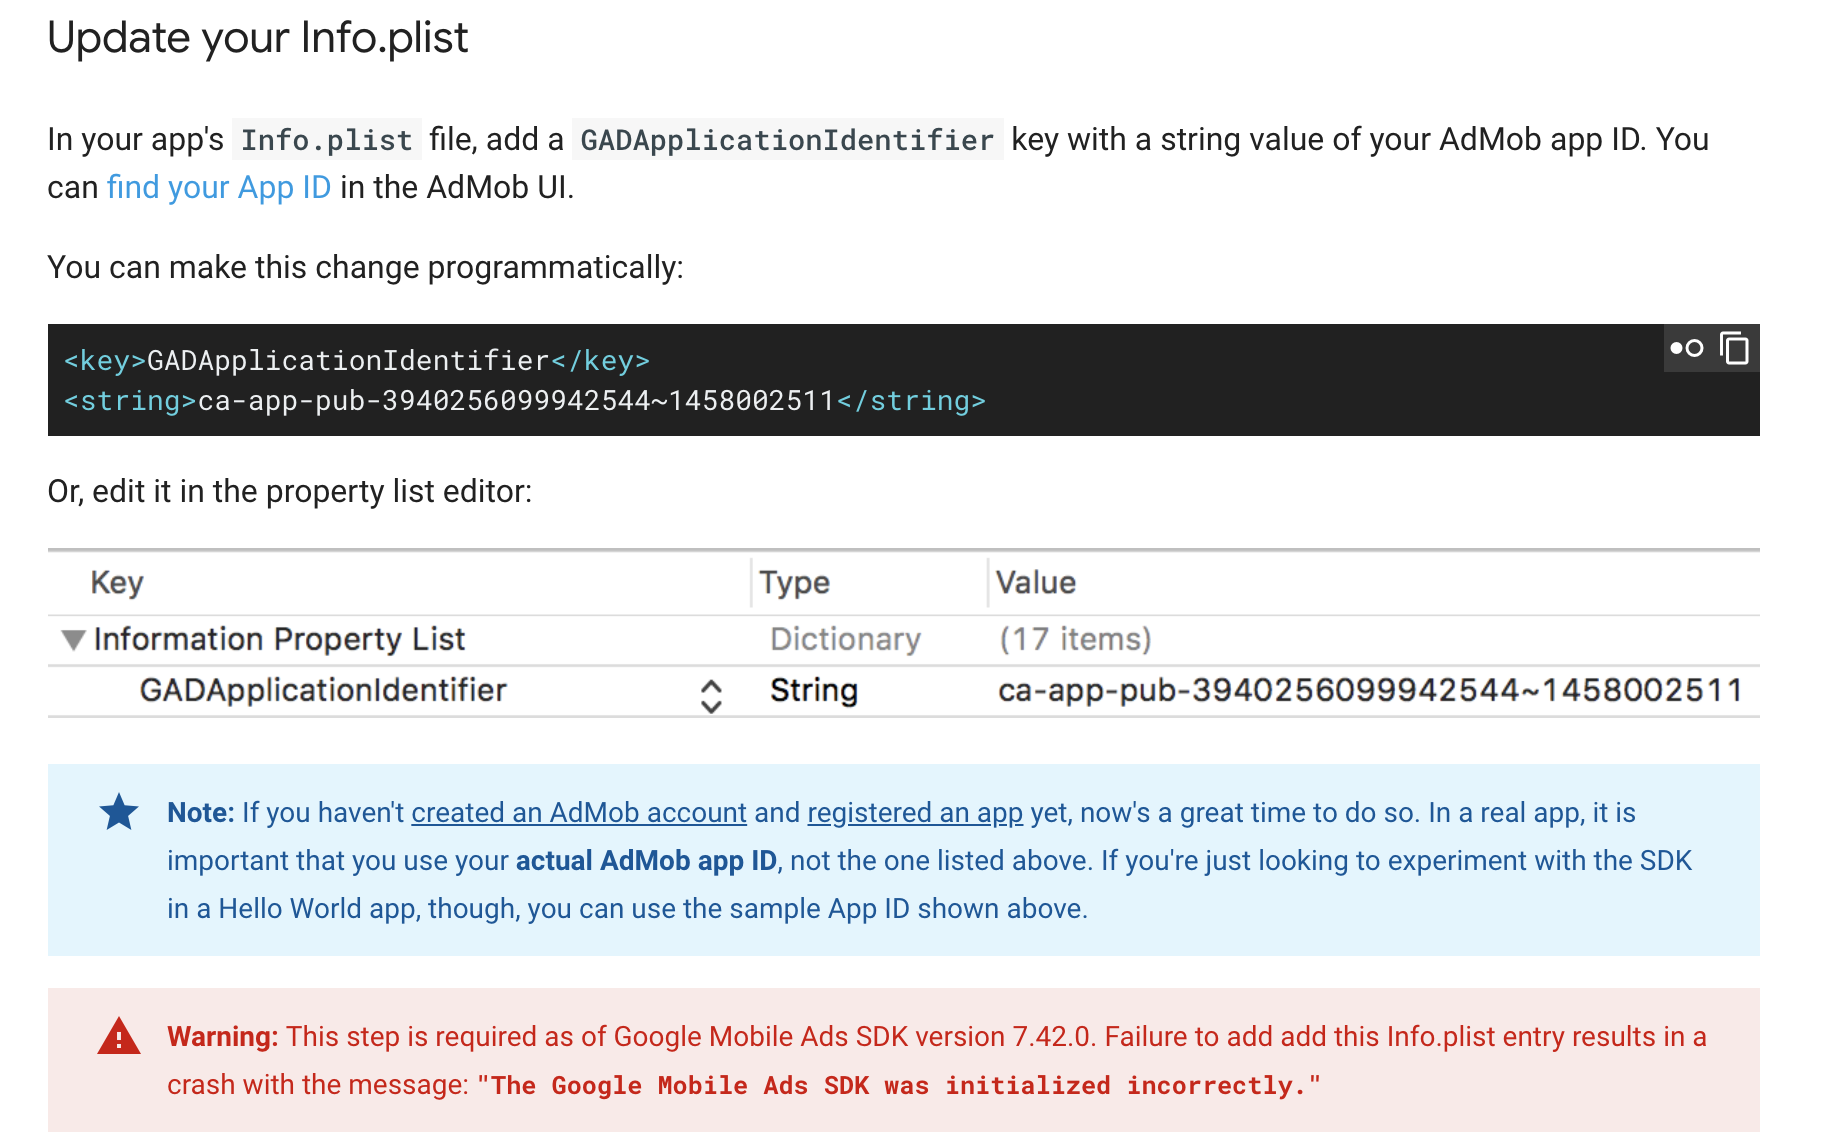 Update your Info.plist
In your app's Info.plist file, add a GADApplicationIdentifier key with a string value of your AdMob app ID. You
can find your App ID in the AdMob UI.
You can make this change programmatically:
<key>GADApplicationIdentifier</key>
<string>ca-app-pub-3940256099942544~1458002511</string>
Or, edit it in the property list editor:
Key Type Value
Information Property List Dictionary (17 items)
GADApplicationIdentifier String ca-app-pub-3940256099942544~1458002511
Note: If you haven't created an AdMob account and registered an app yet, now's a great time to do so. In a real app, it is
important that you use your actual AdMob app ID, not the one listed above. If you're just looking to experiment with the SDK
in a Hello World app, though, you can use the sample App ID shown above.
Warning: This step is required as of Google Mobile Ads SDK version 7.42.0. Failure to add add this Info.plist entry results in a
crash with the message: "The Google Mobile Ads SDK was initialized incorrectly."